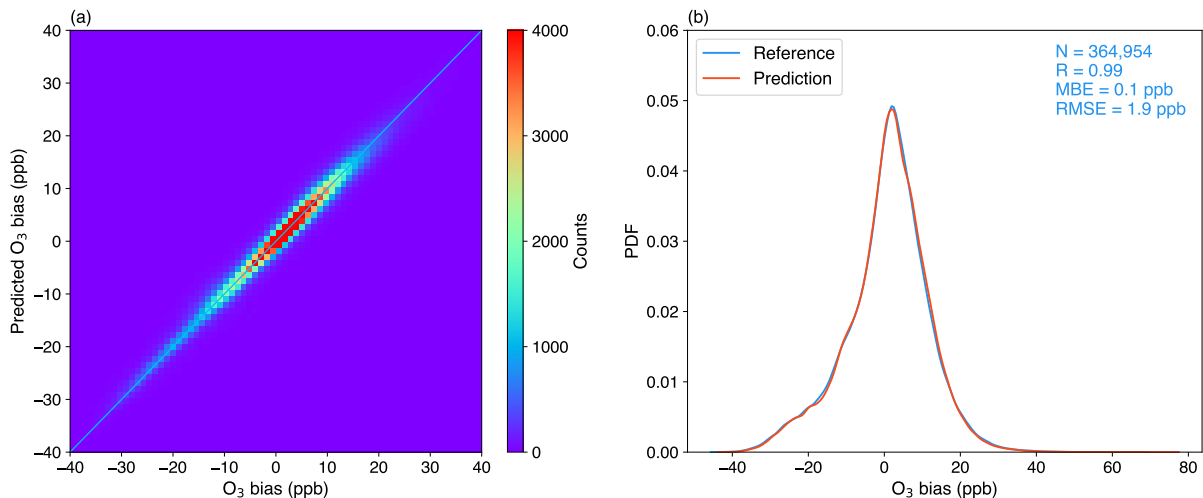 (a)
40
30
20
10
0
−10
−20
−30
−40
Predicted O₃ bias (ppb)
−40 −30 −20 −10 0 10 20 30 40
O₃ bias (ppb)
4000
3000
2000
1000
0
Counts
(b)
0.06
0.05
0.04
0.03
0.02
0.01
0.00
PDF
Reference
Prediction
N = 364,954
R = 0.99
MBE = 0.1 ppb
RMSE = 1.9 ppb
−40 −20 0 20 40 60 80
O₃ bias (ppb)